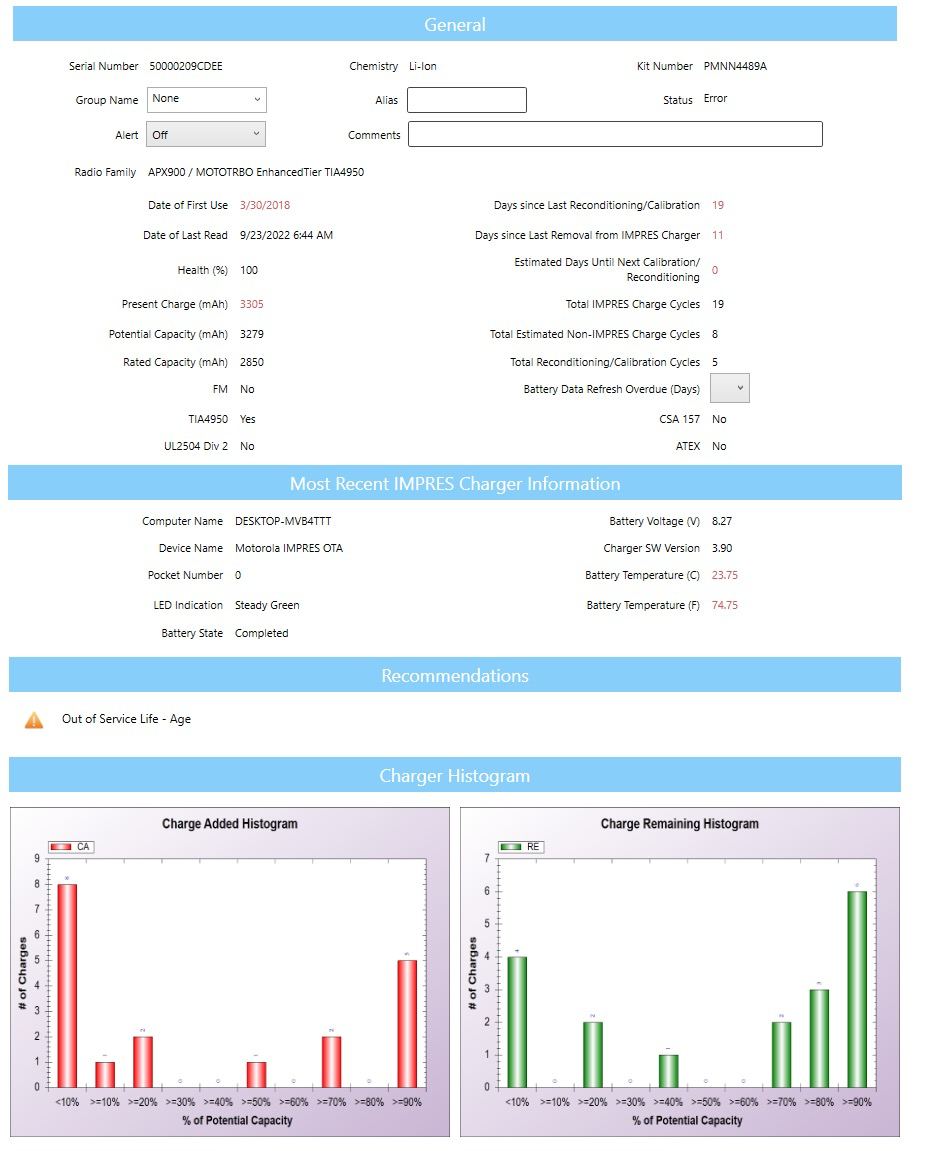 General
Serial Number 50000209CDEE Chemistry Li-Ion Kit Number PMNN4489A
Group Name None Alias Status Error
Alert Off Comments
Radio Family APX900 / MOTOTRBO EnhancedTier TIA4950
Date of First Use 3/30/2018 Days since Last Reconditioning/Calibration 19
Date of Last Read 9/23/2022 6:44 AM Days since Last Removal from IMPRES Charger 11
Health (%) 100 Estimated Days Until Next Calibration/
Reconditioning 0
Present Charge (mAh) 3305 Total IMPRES Charge Cycles 19
Potential Capacity (mAh) 3279 Total Estimated Non-IMPRES Charge Cycles 8
Rated Capacity (mAh) 2850 Total Reconditioning/Calibration Cycles 5
FM No Battery Data Refresh Overdue (Days)
TIA4950 Yes CSA 157 No
UL2504 Div 2 No ATEX No
Most Recent IMPRES Charger Information
Computer Name DESKTOP-MVB4TTT Battery Voltage (V) 8.27
Device Name Motorola IMPRES OTA Charger SW Version 3.90
Pocket Number 0 Battery Temperature (C) 23.75
LED Indication Steady Green Battery Temperature (F) 74.75
Battery State Completed
Recommendations
Out of Service Life - Age
Charger Histogram
Charge Added Histogram
CA
# of Charges
9
8
7
6
5
4
3
2
1
0
8 1 2 0 0 1 0 2 0 5
<10% >=10% >=20% >=30% >=40% >=50% >=60% >=70% >=80% >=90%
% of Potential Capacity
Charge Remaining Histogram
RE
# of Charges
7
6
5
4
3
2
1
0
4 0 2 0 1 0 0 2 3 6
<10% >=10% >=20% >=30% >=40% >=50% >=60% >=70% >=80% >=90%
% of Potential Capacity